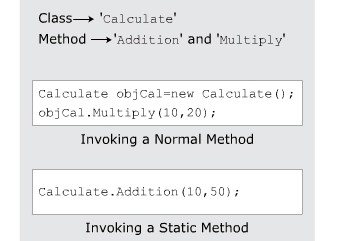 Class→ 'Calculate'
Method→'Addition' and 'Multiply'
Calculate objCal=new Calculate();
objCal.Multiply(10,20);
Invoking a Normal Method
Calculate.Addition(10,50);
Invoking a Static Method